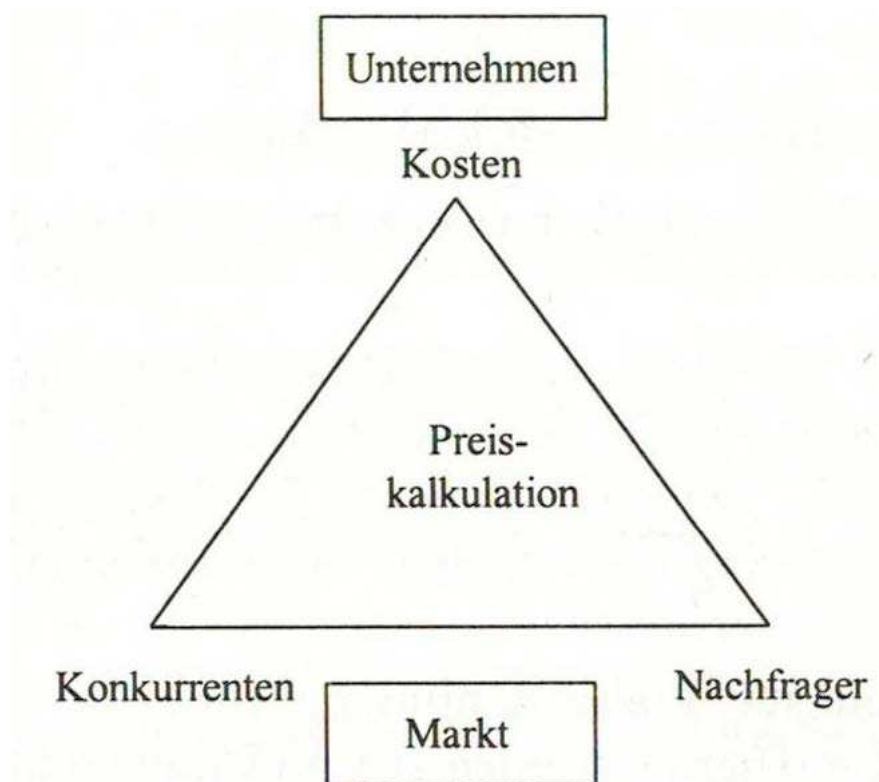 Unternehmen
Kosten
Preis-
kalkulation
Konkurrenten
Nachfrager
Markt